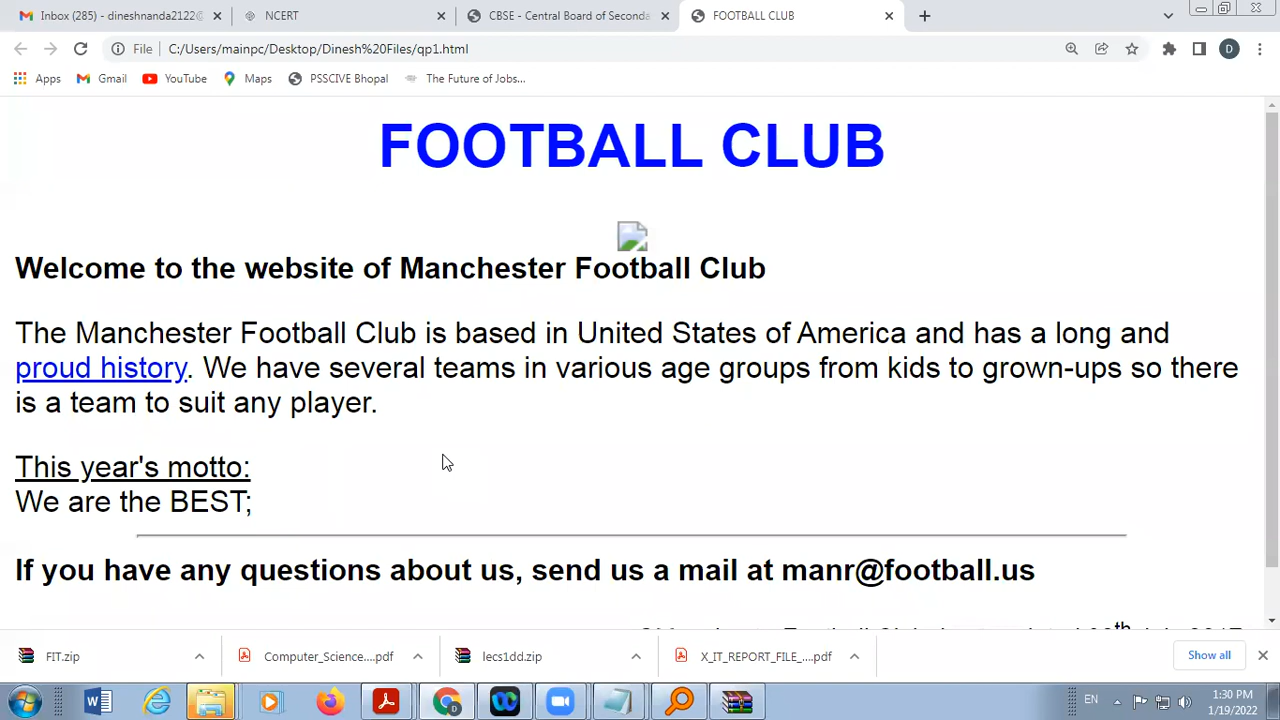 Inbox (285) - dineshnanda2122@
NCERT
CBSE - Central Board of Seconda
FOOTBALL CLUB
File
C:/Users/mainpc/Desktop/Dinesh%20Files/qp1.html
D
Apps
Gmail
YouTube
Maps
PSSCIVE Bhopal
The Future of Jobs...
FOOTBALL CLUB
Welcome to the website of Manchester Football Club
The Manchester Football Club is based in United States of America and has a long and
proud history. We have several teams in various age groups from kids to grown-ups so there
is a team to suit any player.
This year's motto:
We are the BEST;
If you have any questions about us, send us a mail at manr@football.us
FIT.zip
Computer_Science....pdf
lecs1dd.zip
X_IT_REPORT_FILE_....pdf
Show all
EN
1:30 PM
1/19/2022